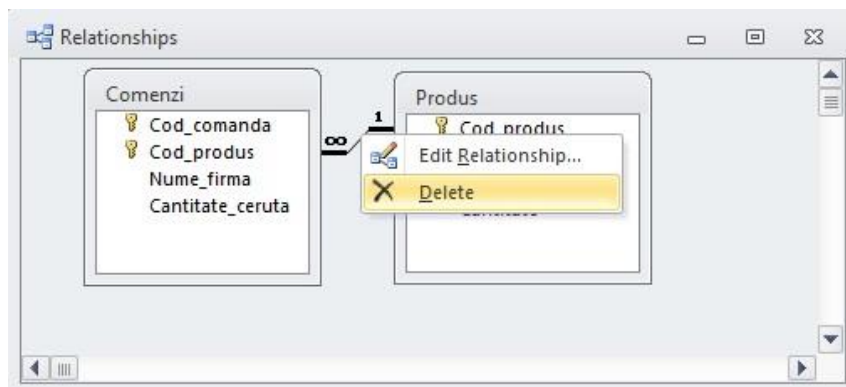 Relationships
Comenzi
Cod_comanda
Cod_produs
Nume_firma
Cantitate_ceruta
∞
1
Produs
Cod_produs
Edit Relationship...
Delete